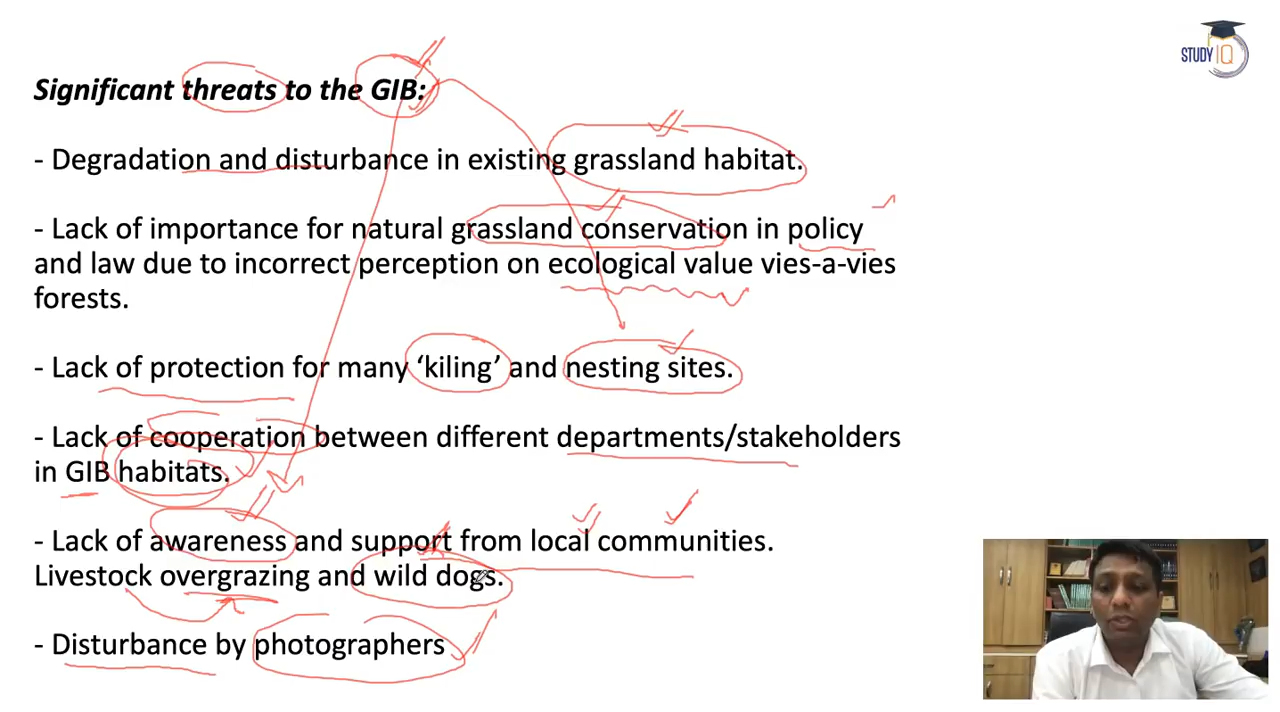 STUDY IQ
Significant threats to the GIB:
- Degradation and disturbance in existing grassland habitat.
- Lack of importance for natural grassland conservation in policy
and law due to incorrect perception on ecological value vies-a-vies
forests.
- Lack of protection for many ‘kiling’ and nesting sites.
- Lack of cooperation between different departments/stakeholders
in GIB habitats.
- Lack of awareness and support from local communities.
Livestock overgrazing and wild dogs.
- Disturbance by photographers